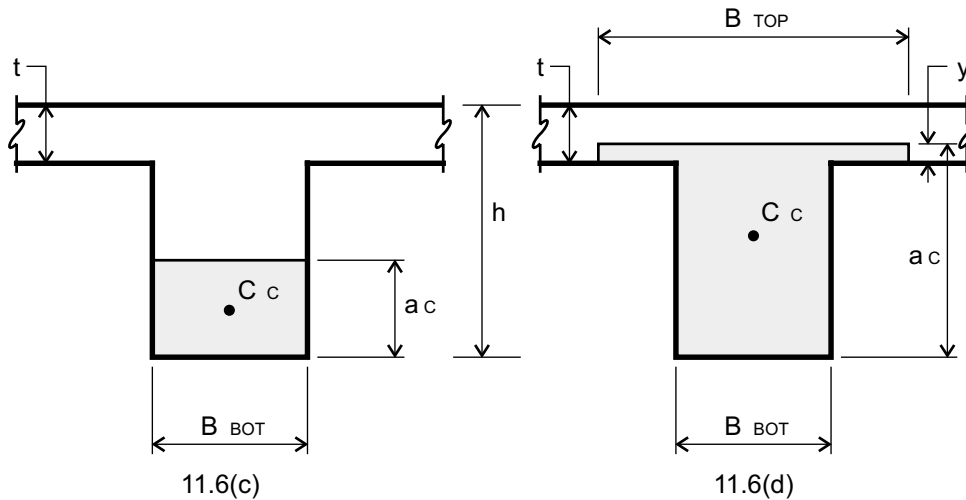 B TOP
t
t
y
h
C C
a C
C C
a C
B BOT
B BOT
11.6(c)
11.6(d)